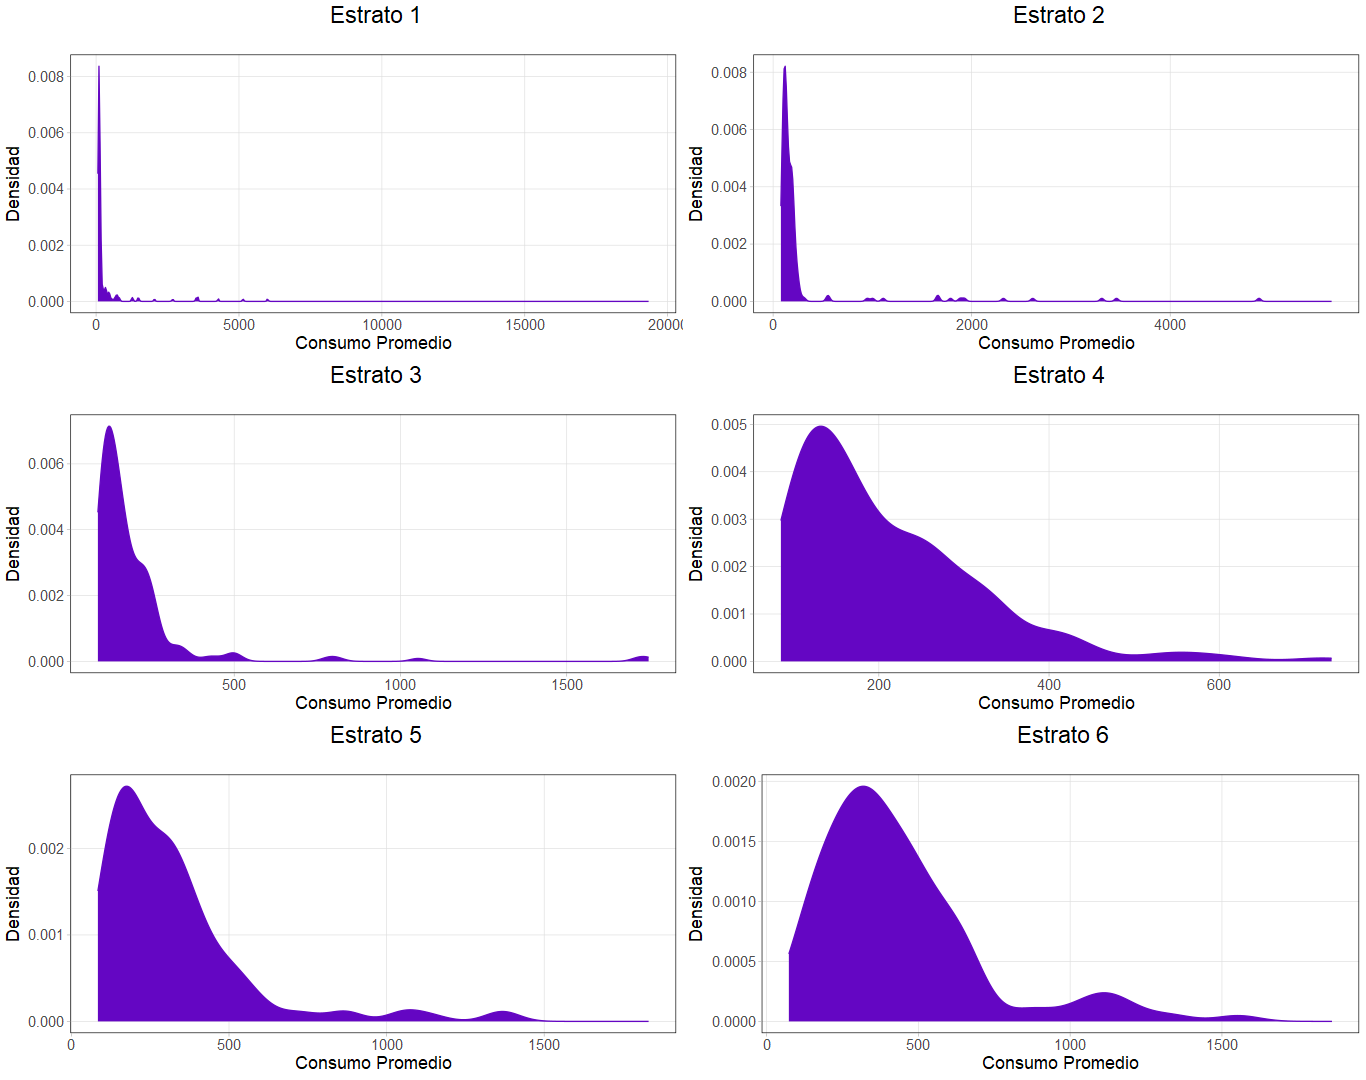 Estrato 1
0.008
0.006
0.004
0.002
0.000
Densidad
0 5000 10000 15000 20000
Consumo Promedio
Estrato 2
0.008
0.006
0.004
0.002
0.000
Densidad
0 2000 4000
Consumo Promedio
Estrato 3
0.006
0.004
0.002
0.000
Densidad
500 1000 1500
Consumo Promedio
Estrato 4
0.005
0.004
0.003
0.002
0.001
0.000
Densidad
200 400 600
Consumo Promedio
Estrato 5
0.002
0.001
0.000
Densidad
0 500 1000 1500
Consumo Promedio
Estrato 6
0.0020
0.0015
0.0010
0.0005
0.0000
Densidad
0 500 1000 1500
Consumo Promedio